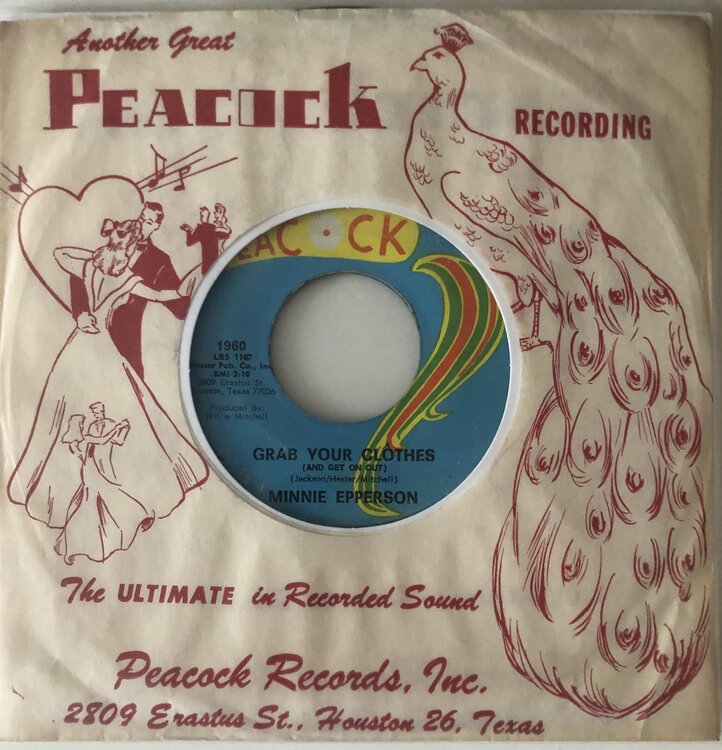 Another Great
PEACOCK
RECORDING
EACOCK
1960
LRS 1187
ester Pub. Co., Inc
BMI-2:10
2809 Erastus St.
uston, Texas 77026
Produced By:
Willie Mitchell
GRAB YOUR CLOTHES
(AND GET ON OUT)
(Jackson/Hester/Mitchell)
MINNIE EPPERSON
The ULTIMATE in Recorded Sound
Peacock Records, Inc.
2809 Erastus St., Houston 26, Texas